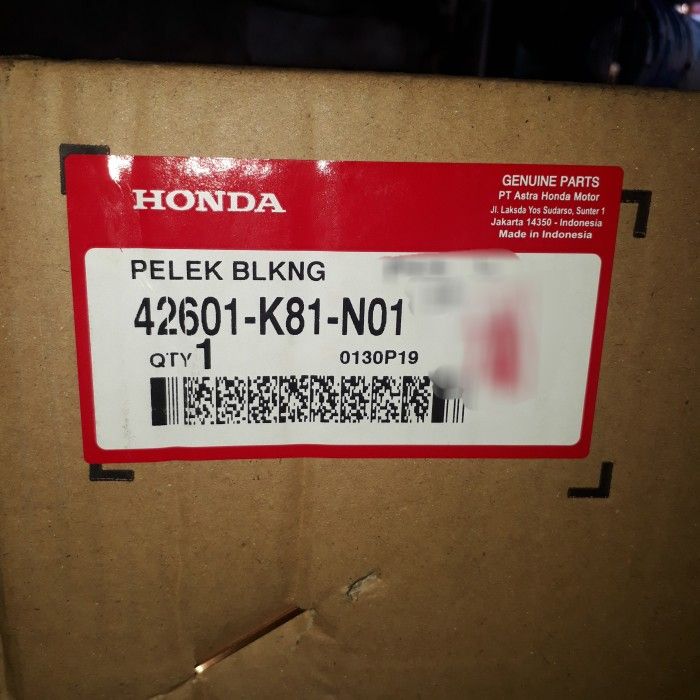 HONDA
GENUINE PARTS
PT Astra Honda Motor
Jl. Laksda Yos Sudarso, Sunter 1
Jakarta 14350 - Indonesia
Made in Indonesia
PELEK BLKNG
42601-K81-N01
QTY 1
0130P19